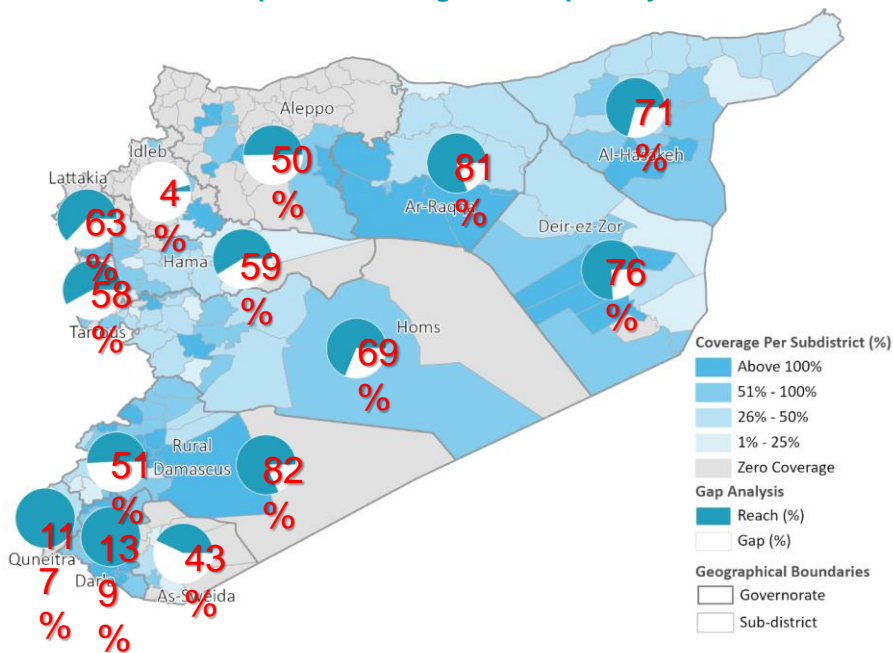 Aleppo
50
%
Idleb
4
%
Lattakia
63
%
58
%
Tartous
Hama
59
%
81
%
Ar-Raqqa
71
%
Al-Hasakeh
Deir-ez-Zor
76
%
Homs
69
%
51
%
Rural
Damascus
82
%
11
7
%
Quneitra
13
9
%
Dar'a
43
%
As-Sweida
Coverage Per Subdistrict (%)
Above 100%
51% - 100%
26% - 50%
1% - 25%
Zero Coverage
Gap Analysis
Reach (%)
Gap (%)
Geographical Boundaries
Governorate
Sub-district